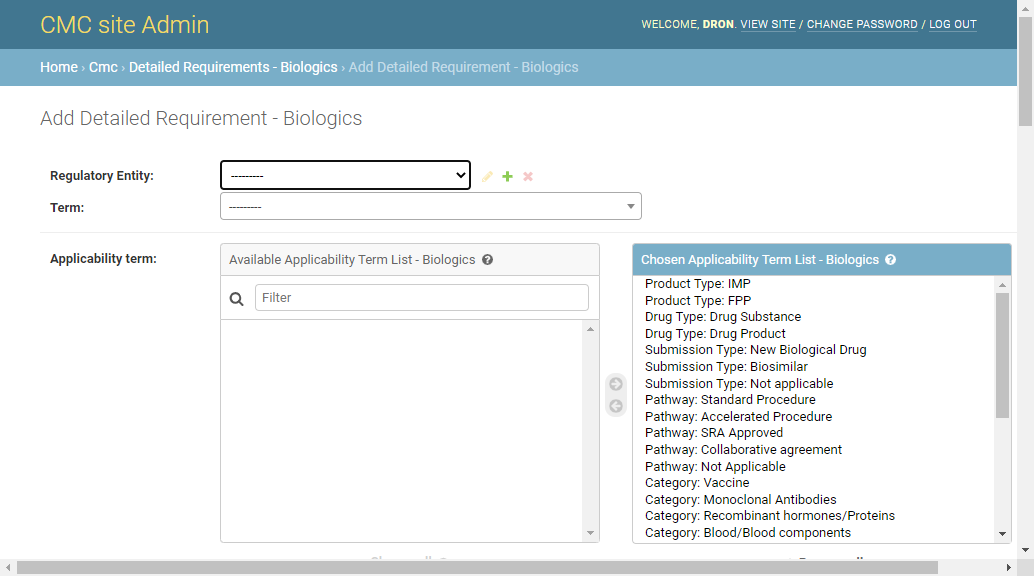 CMC site Admin
WELCOME, DRON. VIEW SITE / CHANGE PASSWORD / LOG OUT
Home › Cmc › Detailed Requirements - Biologics › Add Detailed Requirement - Biologics
Add Detailed Requirement - Biologics
Regulatory Entity:
---------
Term:
---------
Applicability term:
Available Applicability Term List - Biologics
Filter
Chosen Applicability Term List - Biologics
Product Type: IMP
Product Type: FPP
Drug Type: Drug Substance
Drug Type: Drug Product
Submission Type: New Biological Drug
Submission Type: Biosimilar
Submission Type: Not applicable
Pathway: Standard Procedure
Pathway: Accelerated Procedure
Pathway: SRA Approved
Pathway: Collaborative agreement
Pathway: Not Applicable
Category: Vaccine
Category: Monoclonal Antibodies
Category: Recombinant hormones/Proteins
Category: Blood/Blood components